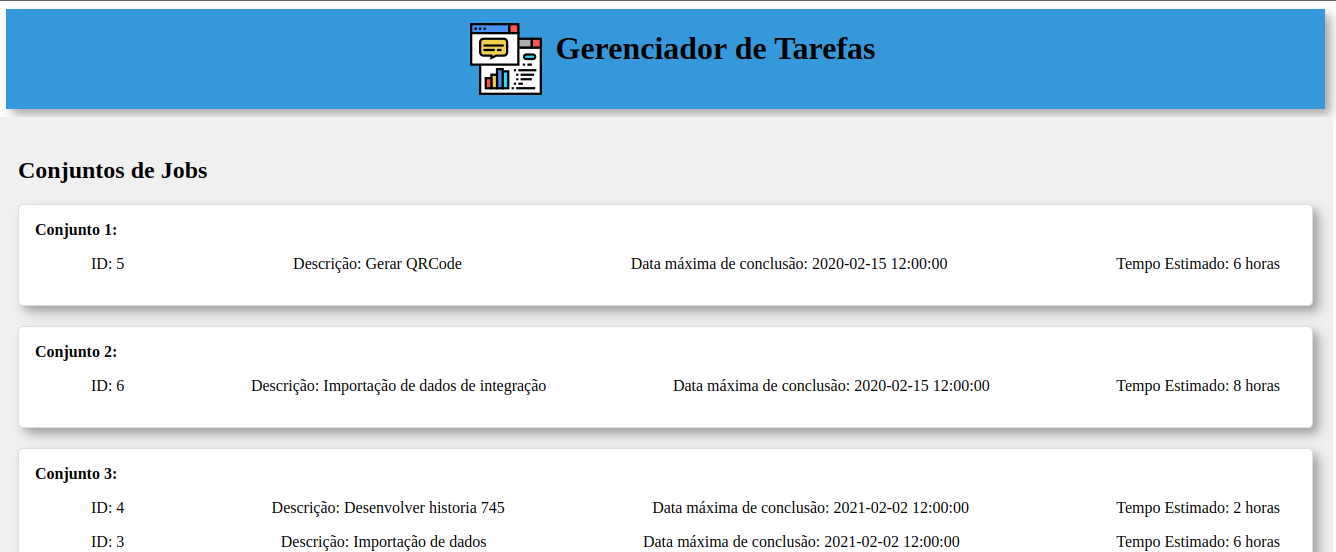 Gerenciador de Tarefas
Conjuntos de Jobs
Conjunto 1:
ID: 5 Descrição: Gerar QRCode Data máxima de conclusão: 2020-02-15 12:00:00 Tempo Estimado: 6 horas
Conjunto 2:
ID: 6 Descrição: Importação de dados de integração Data máxima de conclusão: 2020-02-15 12:00:00 Tempo Estimado: 8 horas
Conjunto 3:
ID: 4 Descrição: Desenvolver historia 745 Data máxima de conclusão: 2021-02-02 12:00:00 Tempo Estimado: 2 horas
ID: 3 Descrição: Importação de dados Data máxima de conclusão: 2021-02-02 12:00:00 Tempo Estimado: 6 horas